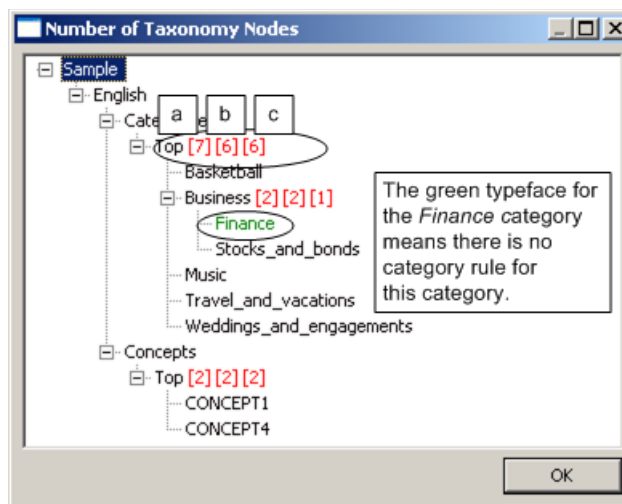 Number of Taxonomy Nodes
Sample
English
a b c
Top [7] [6] [6]
Basketball
Business [2] [2] [1]
Finance
Stocks_and_bonds
Music
Travel_and_vacations
Weddings_and_engagements
The green typeface for
the Finance category
means there is no
category rule for
this category.
Concepts
Top [2] [2] [2]
CONCEPT1
CONCEPT4
OK